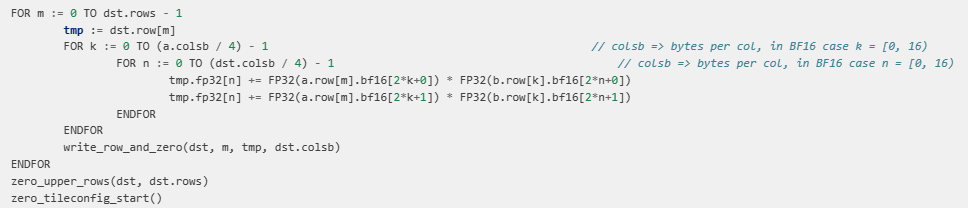 FOR m := 0 TO dst.rows - 1
tmp := dst.row[m]
FOR k := 0 TO (a.colsb / 4) - 1 // colsb => bytes per col, in BF16 case k = [0, 16)
FOR n := 0 TO (dst.colsb / 4) - 1 // colsb => bytes per col, in BF16 case n = [0, 16)
tmp.fp32[n] += FP32(a.row[m].bf16[2*k+0]) * FP32(b.row[k].bf16[2*n+0])
tmp.fp32[n] += FP32(a.row[m].bf16[2*k+1]) * FP32(b.row[k].bf16[2*n+1])
ENDFOR
ENDFOR
write_row_and_zero(dst, m, tmp, dst.colsb)
ENDFOR
zero_upper_rows(dst, dst.rows)
zero_tileconfig_start()